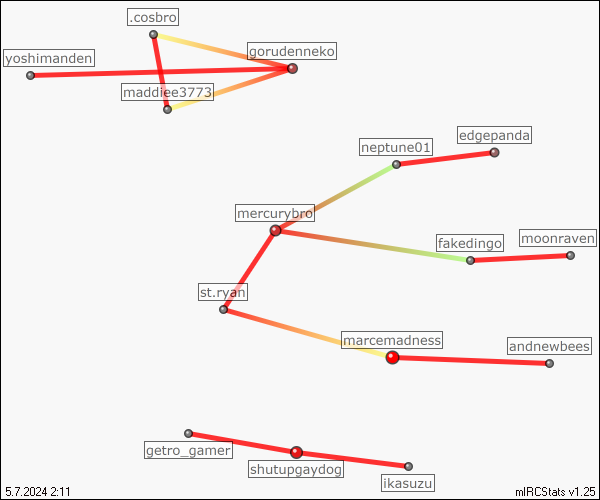 .cosbro
gorudenneko
yoshimanden
maddiee3773
edgepanda
neptune01
mercurybro
moonraven
fakedingo
st.ryan
marcemadness
andnewbees
getro_gamer
shutupgaydog
ikasuzu
5.7.2024 2:11
mIRCStats v1.25